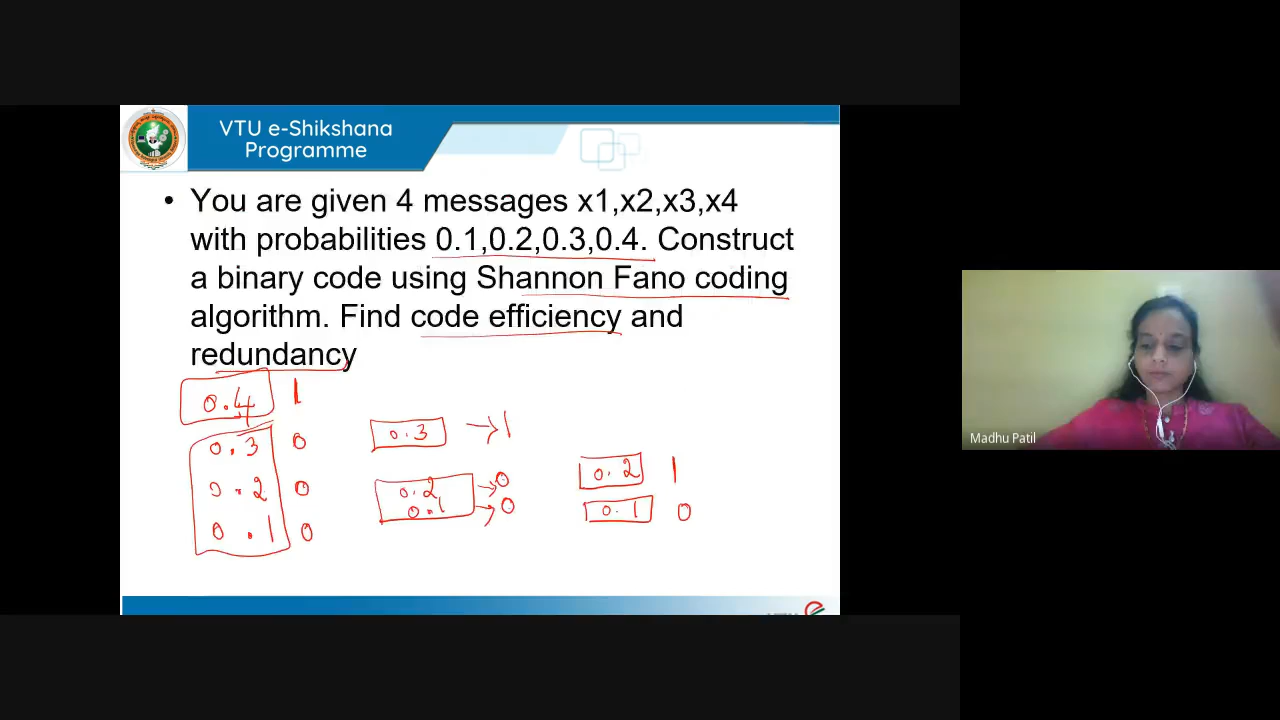 VTU e-Shikshana
Programme
• You are given 4 messages x1,x2,x3,x4
with probabilities 0.1,0.2,0.3,0.4. Construct
a binary code using Shannon Fano coding
algorithm. Find code efficiency and
redundancy
0.4 1
0.3 0
0.2 0
0.1 0
0.3 → 1
0.2 → 0
0.1 → 0
0.2 1
0.1 0
Madhu Patil